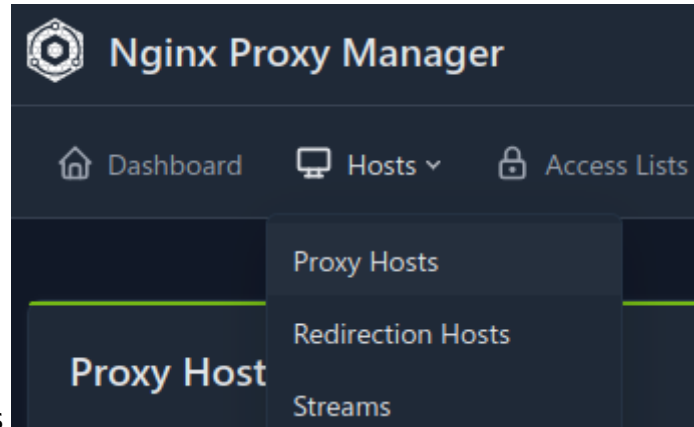 Nginx Proxy Manager
Dashboard Hosts Access Lists
Proxy Hosts
Redirection Hosts
Proxy Host
Streams
s